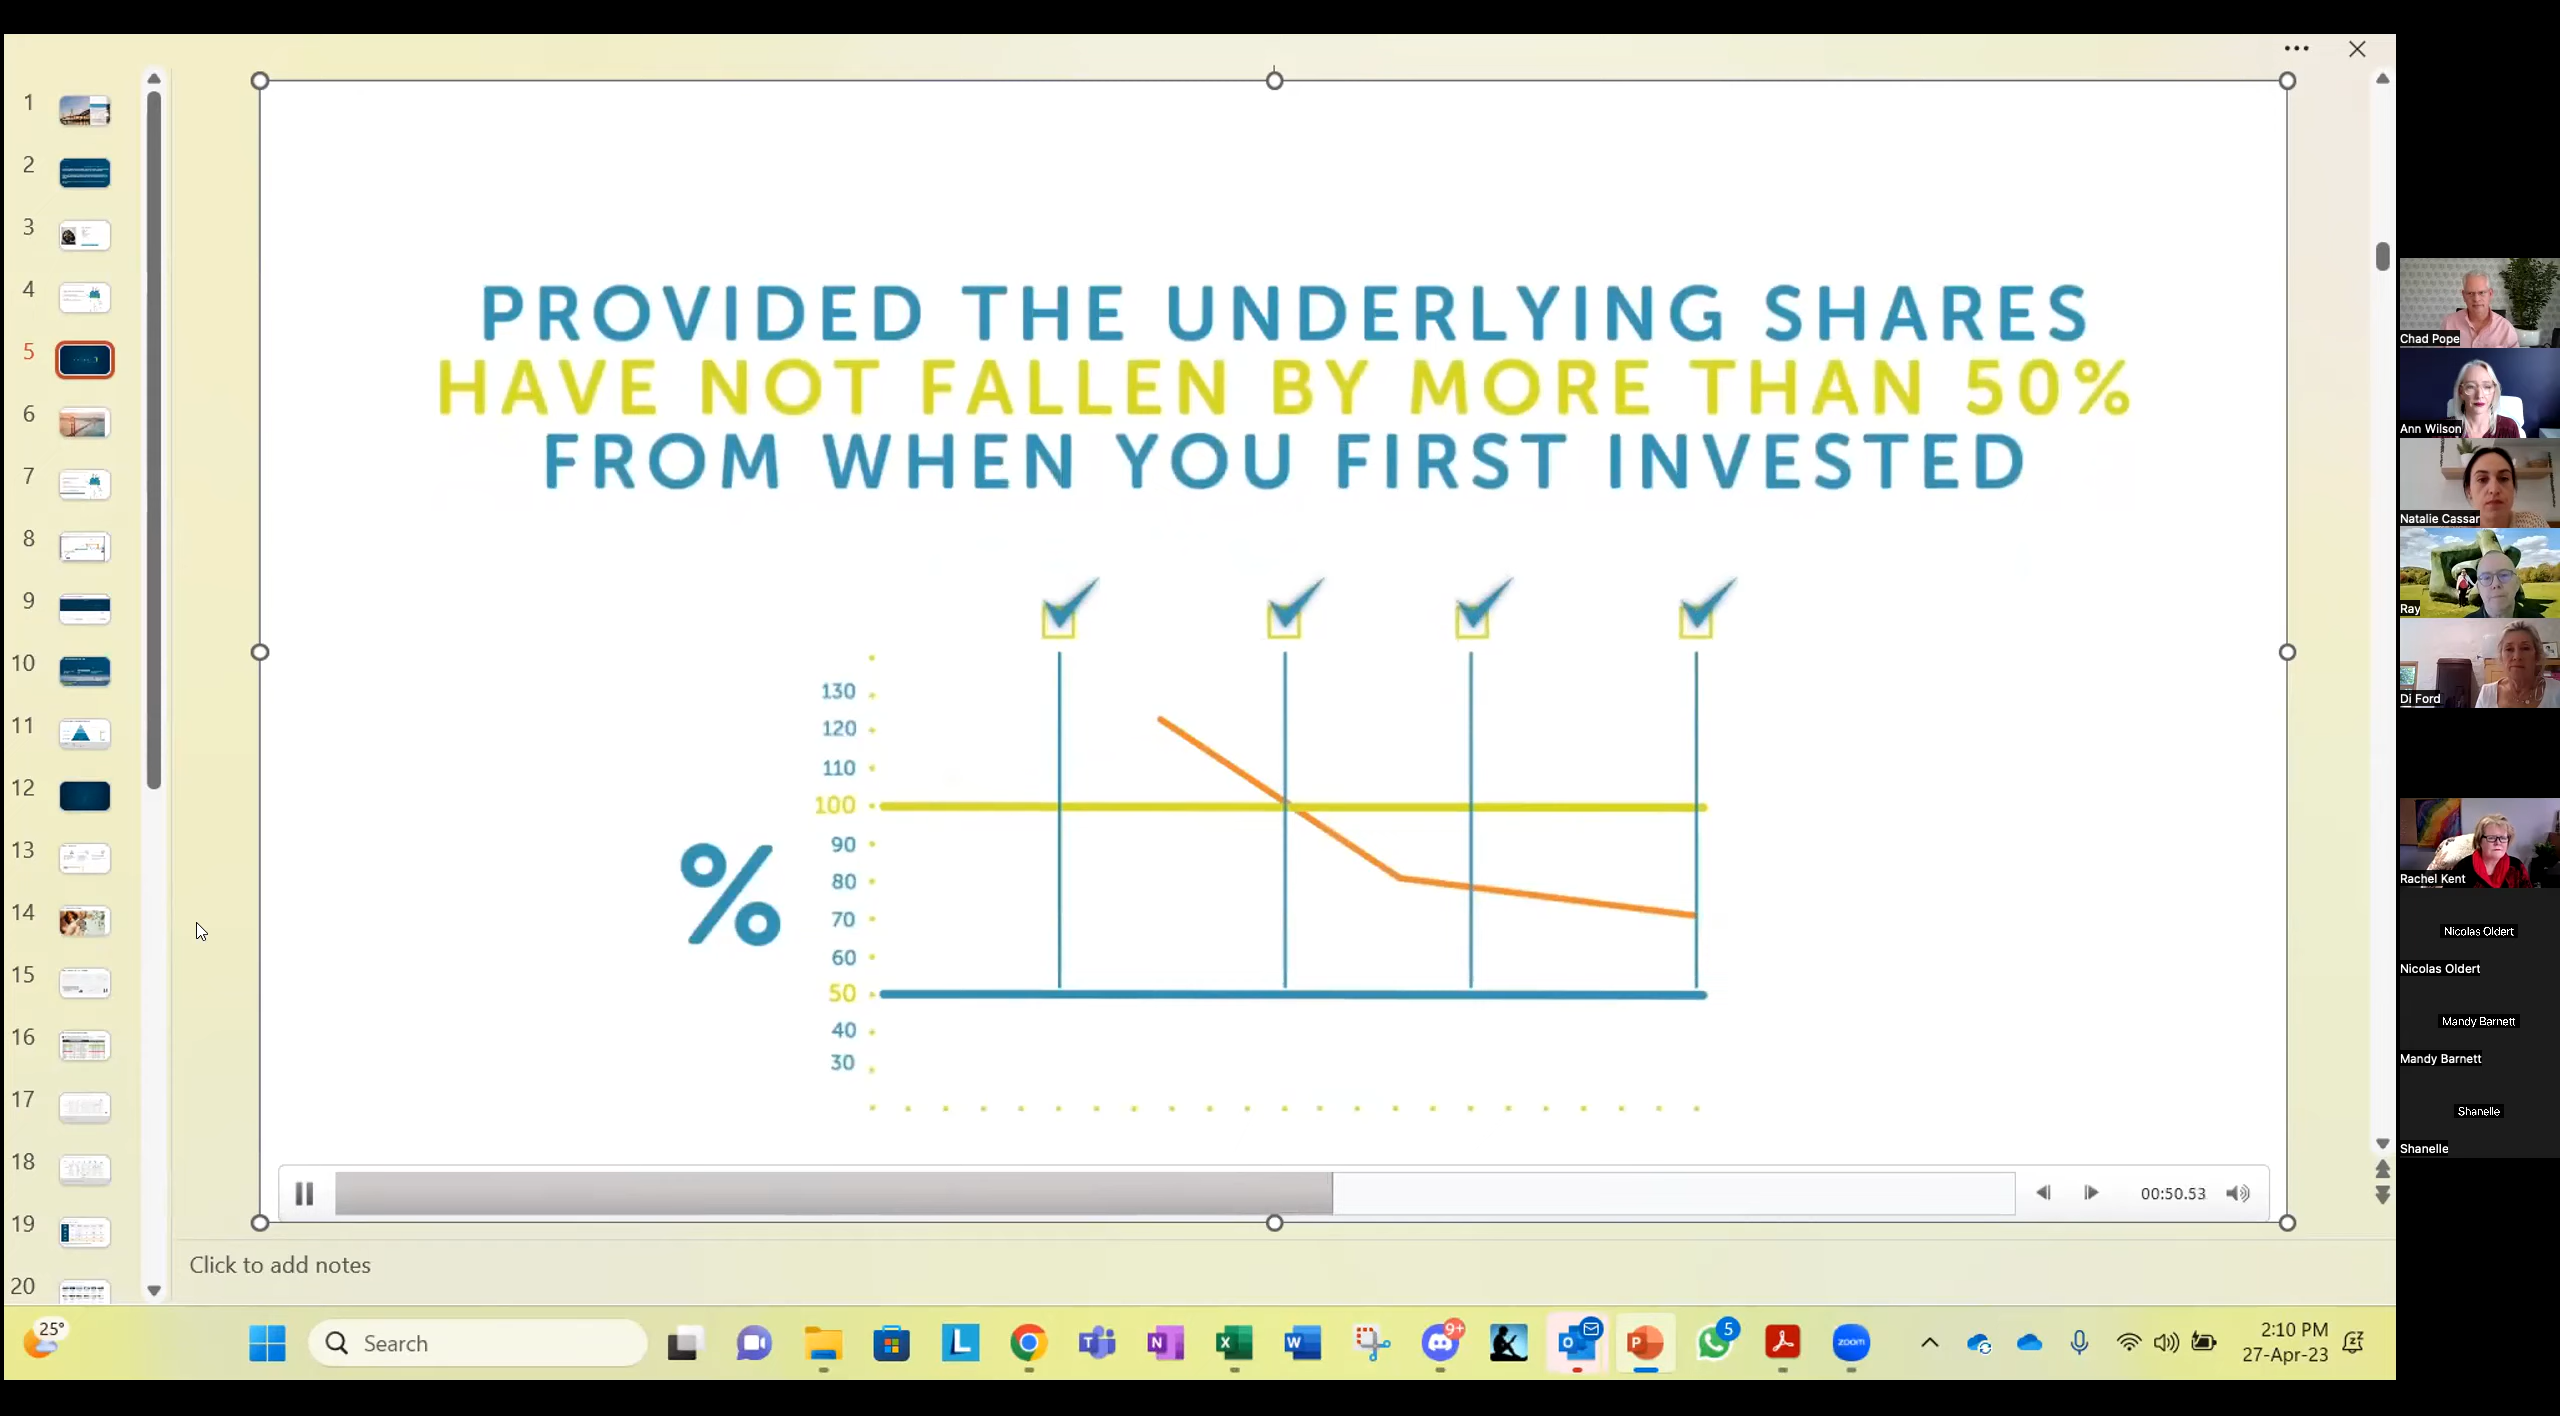 1
2
3
4
5
6
7
8
9
10
11
12
13
14
15
16
17
18
19
20
PROVIDED THE UNDERLYING SHARES
HAVE NOT FALLEN BY MORE THAN 50%
FROM WHEN YOU FIRST INVESTED
%
130
120
110
100
90
80
70
60
50
40
30
00:50.53
Click to add notes
Chad Pope
Ann Wilson
Natalie Cassar
Ray
Di Ford
Rachel Kent
Nicolas Oldert
Nicolas Oldert
Mandy Barnett
Mandy Barnett
Shanelle
Shanelle
25°
Search
9+
5
zoom
2:10 PM
27-Apr-23